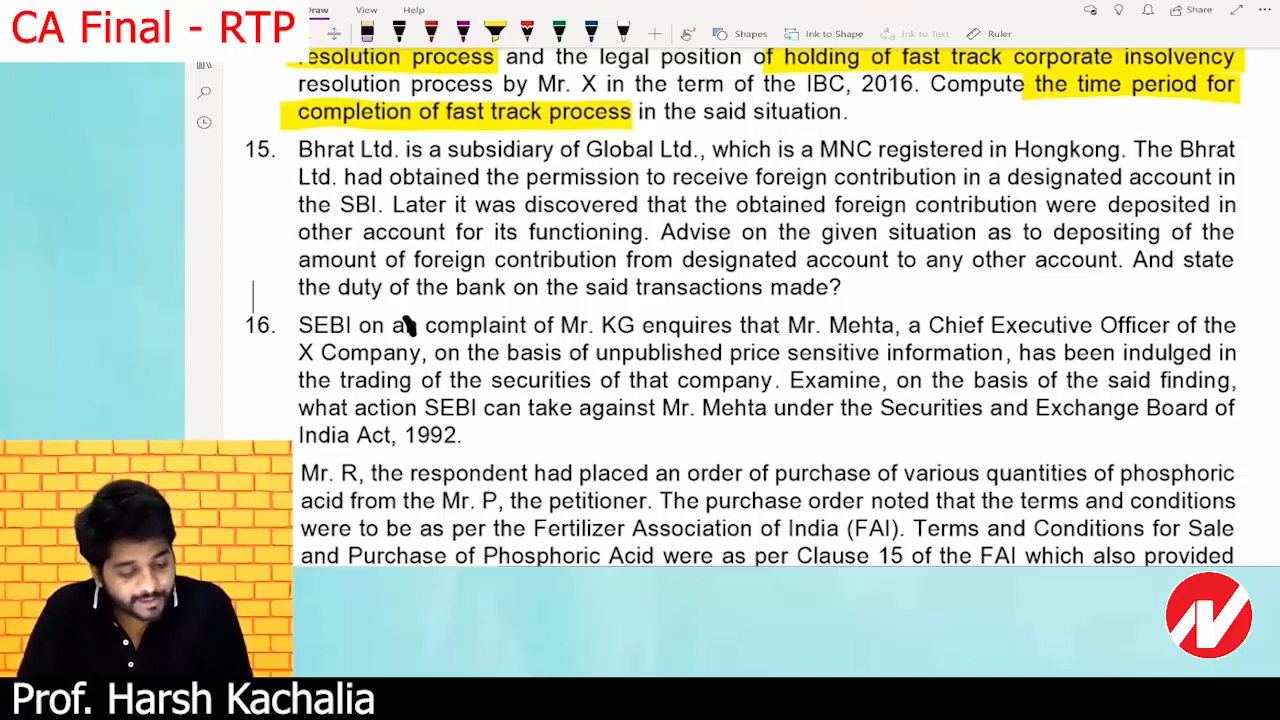 CA Final - RTP
Draw View Help Share
Shapes Ink to Shape Ink to Text Ruler
resolution process and the legal position of holding of fast track corporate insolvency
resolution process by Mr. X in the term of the IBC, 2016. Compute the time period for
completion of fast track process in the said situation.
15. Bhrat Ltd. is a subsidiary of Global Ltd., which is a MNC registered in Hongkong. The Bhrat
Ltd. had obtained the permission to receive foreign contribution in a designated account in
the SBI. Later it was discovered that the obtained foreign contribution were deposited in
other account for its functioning. Advise on the given situation as to depositing of the
amount of foreign contribution from designated account to any other account. And state
the duty of the bank on the said transactions made?
16. SEBI on an complaint of Mr. KG enquires that Mr. Mehta, a Chief Executive Officer of the
X Company, on the basis of unpublished price sensitive information, has been indulged in
the trading of the securities of that company. Examine, on the basis of the said finding,
what action SEBI can take against Mr. Mehta under the Securities and Exchange Board of
India Act, 1992.
Mr. R, the respondent had placed an order of purchase of various quantities of phosphoric
acid from the Mr. P, the petitioner. The purchase order noted that the terms and conditions
were to be as per the Fertilizer Association of India (FAI). Terms and Conditions for Sale
and Purchase of Phosphoric Acid were as per Clause 15 of the FAI which also provided
Prof. Harsh Kachalia